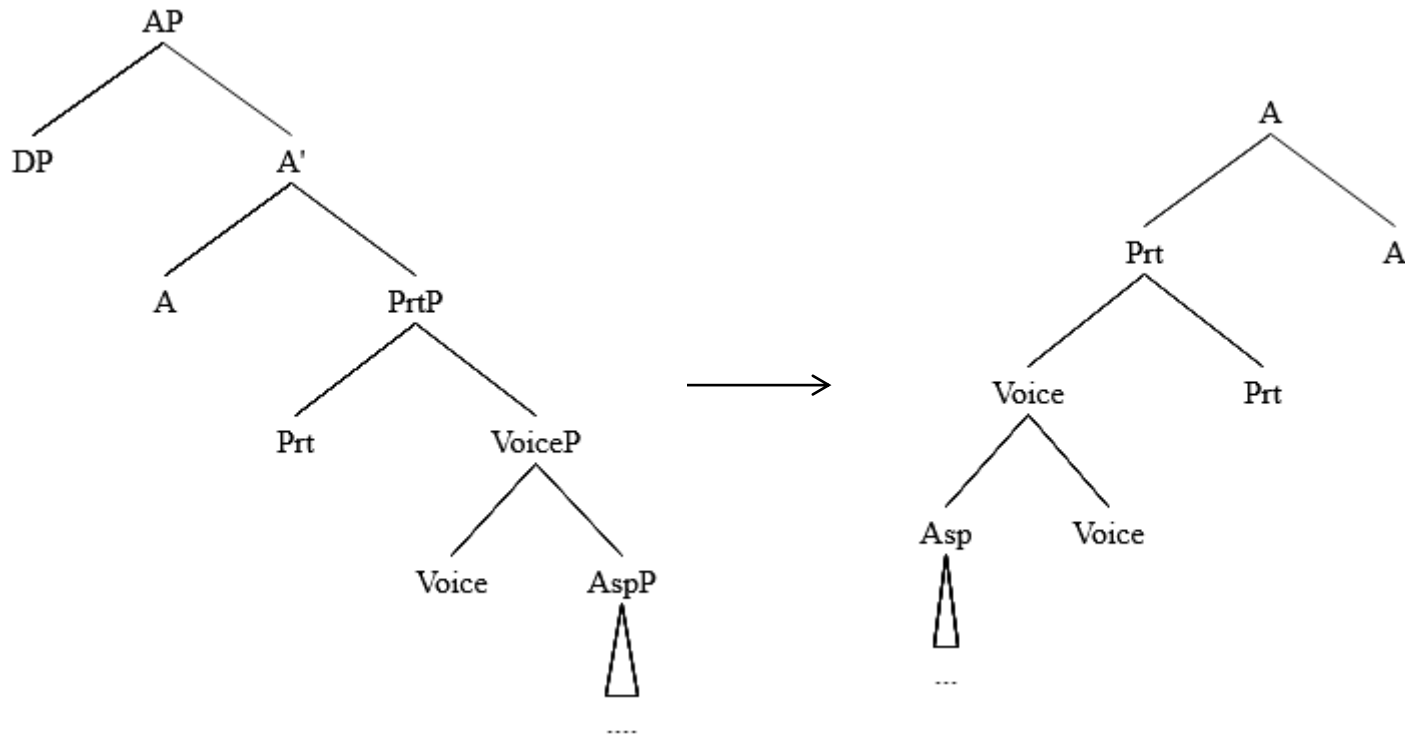 AP
A
DP
A'
Prt
A
A
PrtP
Voice
Prt
Prt
VoiceP
Asp
Voice
Voice
AspP
---
----